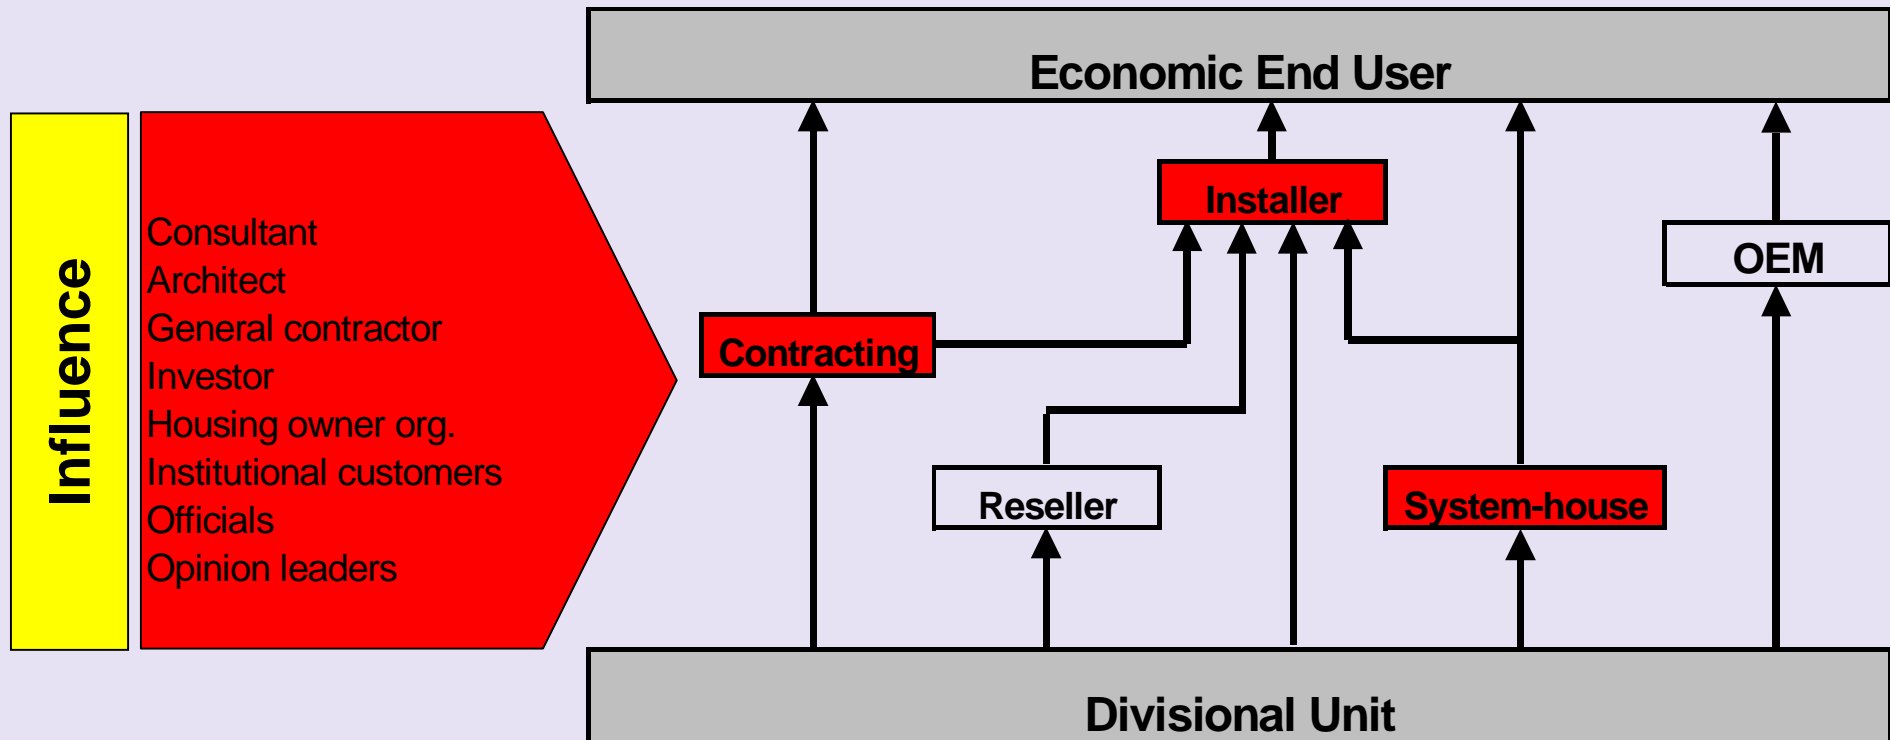 Economic End User
Influence
Consultant
Architect
General contractor
Investor
Housing owner org.
Institutional customers
Officials
Opinion leaders
Installer
OEM
Contracting
Reseller
System-house
Divisional Unit